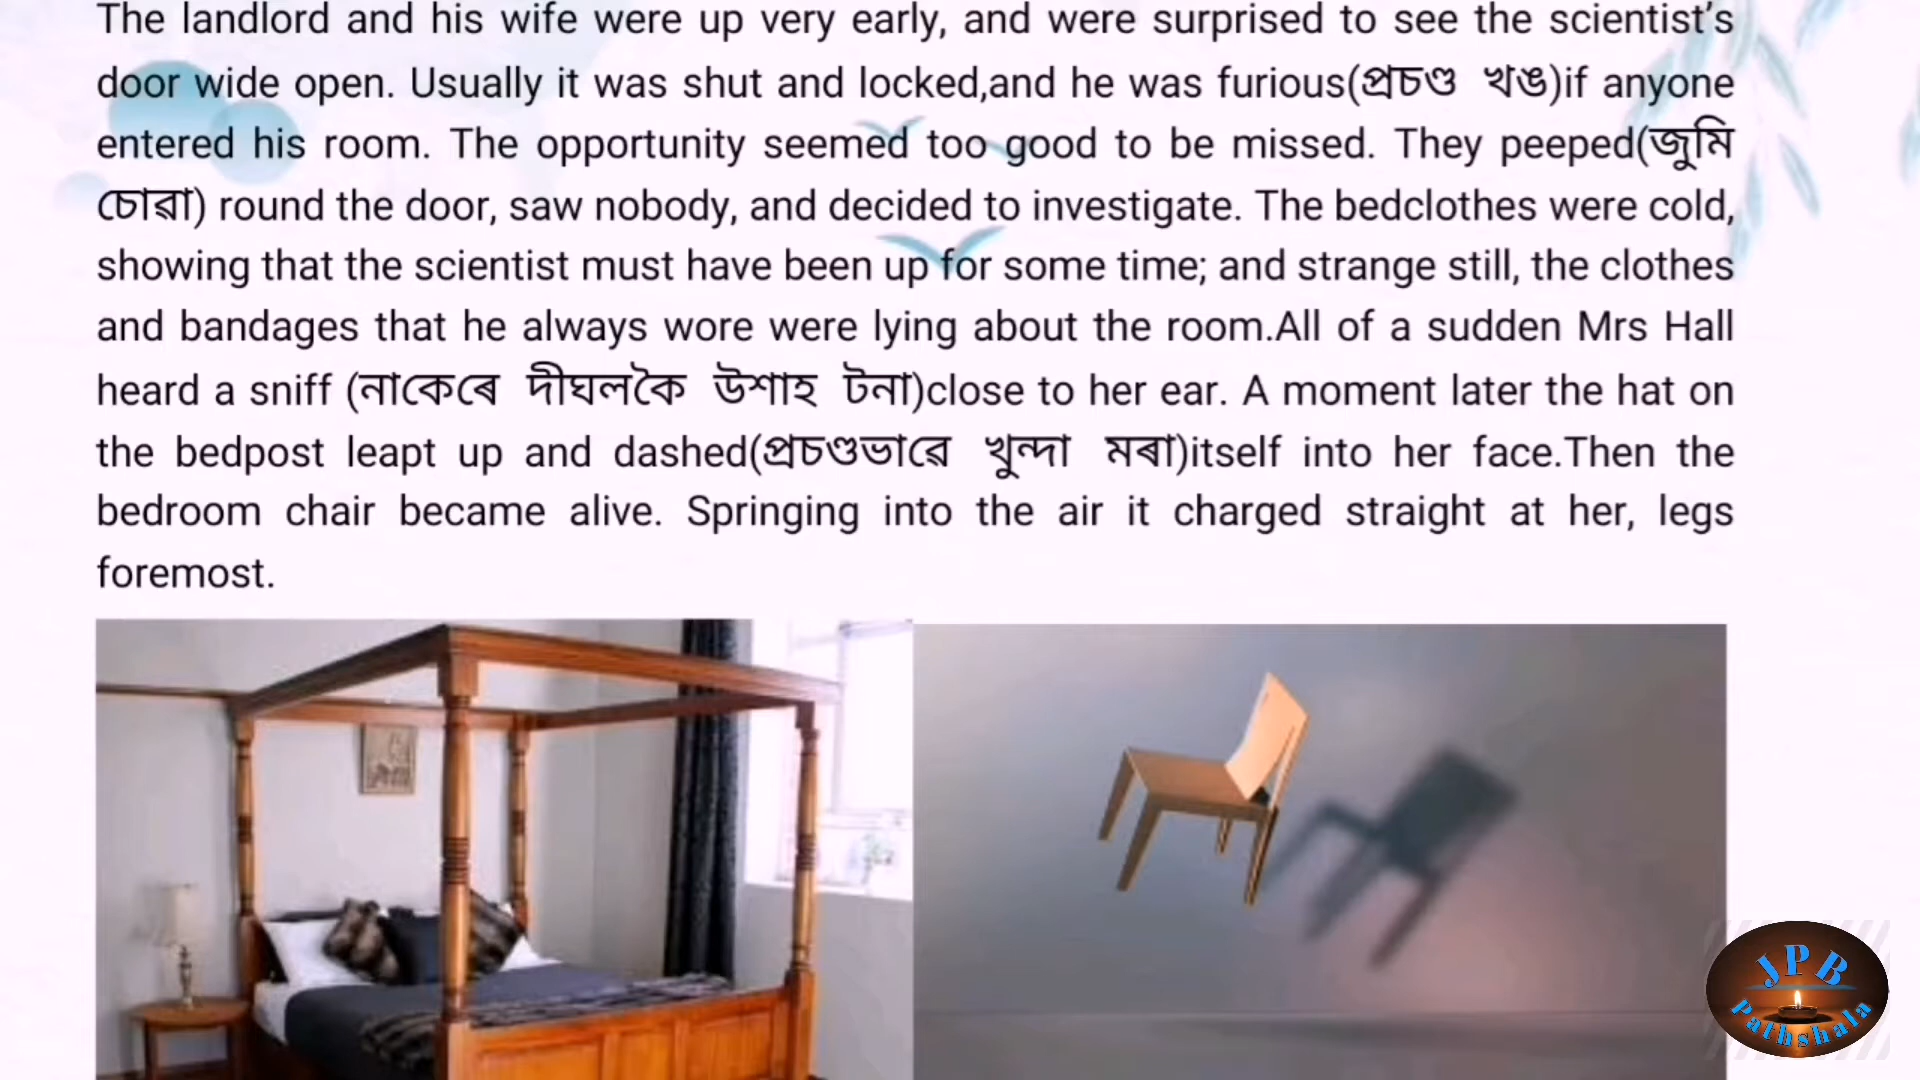 The landlord and his wife were up very early, and were surprised to see the scientist’s
door wide open. Usually it was shut and locked,and he was furious(প্ৰচণ্ড খঙ)if anyone
entered his room. The opportunity seemed too good to be missed. They peeped(জুমি
চোৱা) round the door, saw nobody, and decided to investigate. The bedclothes were cold,
showing that the scientist must have been up for some time; and strange still, the clothes
and bandages that he always wore were lying about the room.All of a sudden Mrs Hall
heard a sniff (নাকেৰে দীঘলকৈ উশাহ টনা)close to her ear. A moment later the hat on
the bedpost leapt up and dashed(প্ৰচণ্ডভাৱে খুন্দা মৰা)itself into her face.Then the
bedroom chair became alive. Springing into the air it charged straight at her, legs
foremost.
JPB
Pathshala